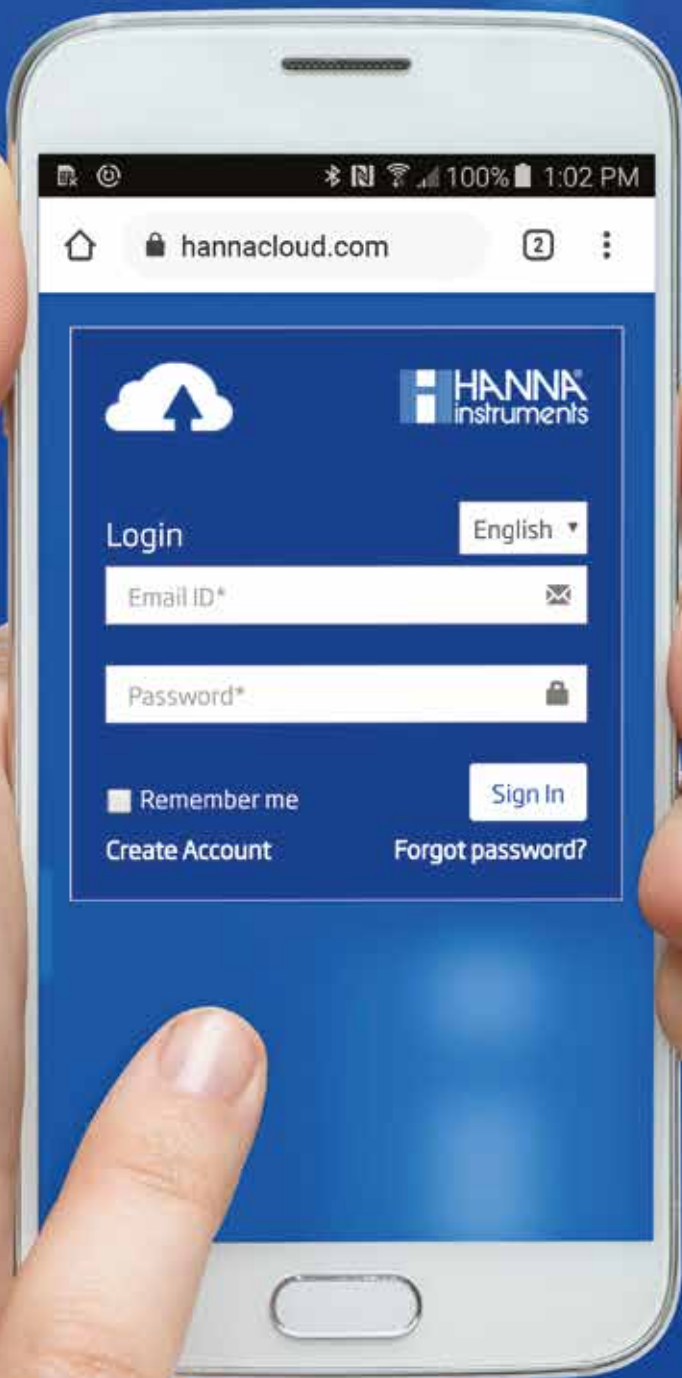 100% 1:02 PM
hannacloud.com 2
HANNA®
instruments
Login English
Email ID*
Password*
Remember me Sign In
Create Account Forgot password?